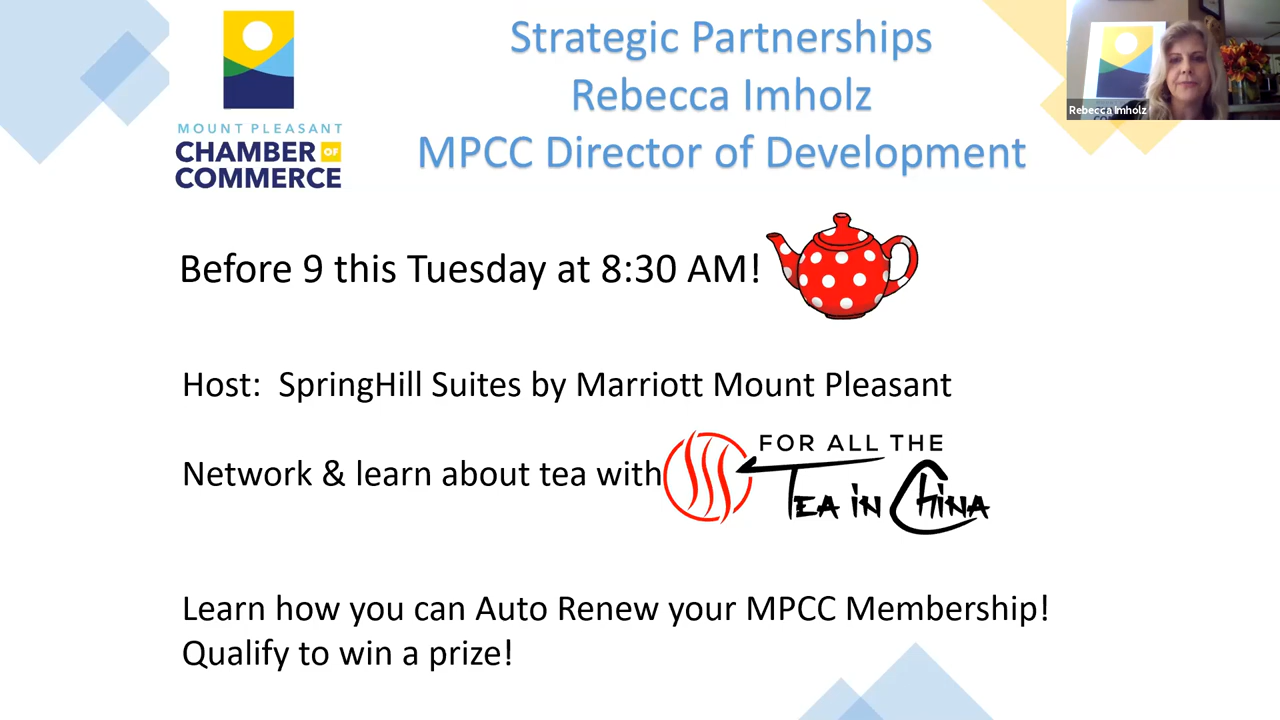 Strategic Partnerships
Rebecca Imholz
MPCC Director of Development
MOUNT PLEASANT
CHAMBER OF
COMMERCE
Rebecca Imholz
Before 9 this Tuesday at 8:30 AM!
Host: SpringHill Suites by Marriott Mount Pleasant
Network & learn about tea with
FOR ALL THE
TEA IN CHINA
Learn how you can Auto Renew your MPCC Membership!
Qualify to win a prize!